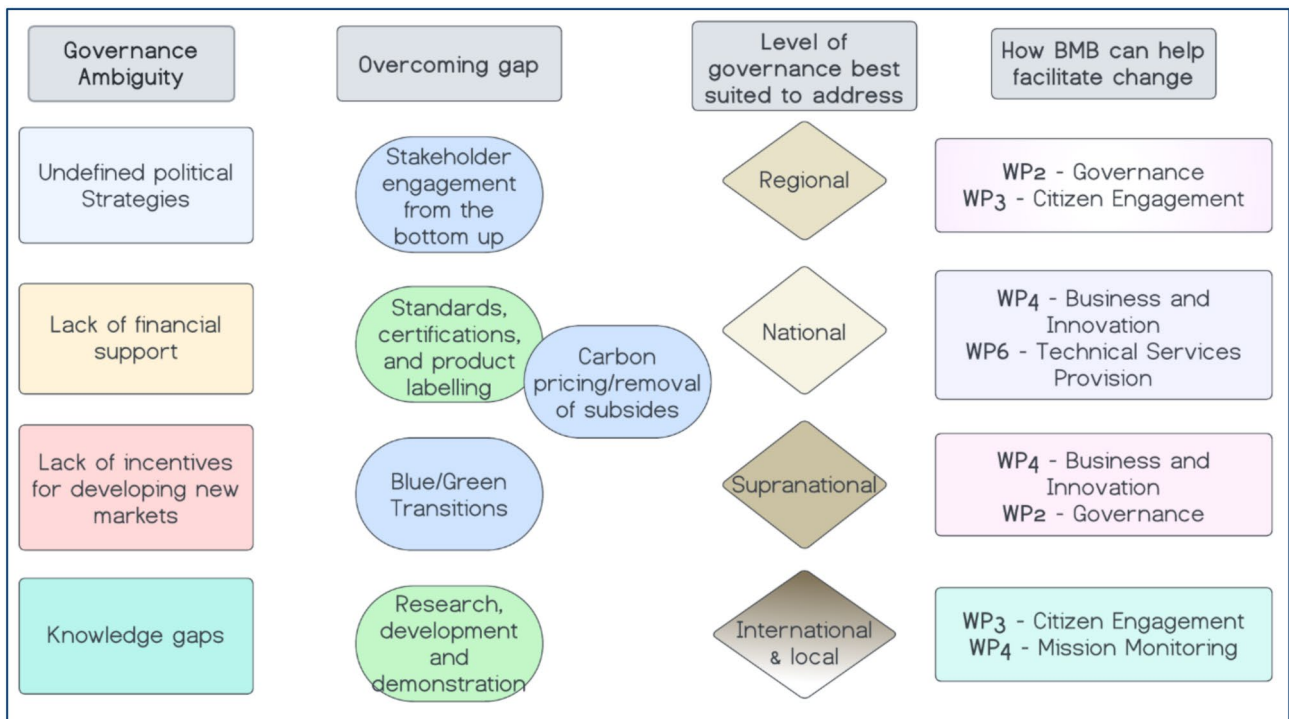 Governance
Ambiguity
Overcoming gap
Level of
governance best
suited to address
How BMB can help
facilitate change
Undefined political
Strategies
Stakeholder
engagement
from the
bottom up
Regional
WP2 - Governance
WP3 - Citizen Engagement
Lack of financial
support
Standards,
certifications,
and product
labelling
Carbon
pricing/removal
of subsides
National
WP4 - Business and
Innovation
WP6 - Technical Services
Provision
Lack of incentives
for developing new
markets
Blue/Green
Transitions
Supranational
WP4 - Business and
Innovation
WP2 - Governance
Knowledge gaps
Research,
development
and
demonstration
International
& local
WP3 - Citizen Engagement
WP4 - Mission Monitoring